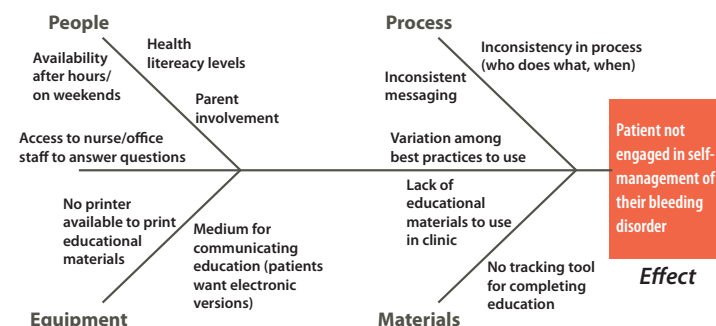 People
Availability
after hours/
on weekends
Health
litereacy levels
Parent
involvement
Access to nurse/office
staff to answer questions
Process
Inconsistency in process
(who does what, when)
Inconsistent
messaging
Variation among
best practices to use
No printer
available to print
educational
materials
Medium for
communicating
education (patients
want electronic
versions)
Equipment
Lack of
educational
materials to use
in clinic
No tracking tool
for completing
education
Materials
Patient not
engaged in self-
management of
their bleeding
disorder
Effect